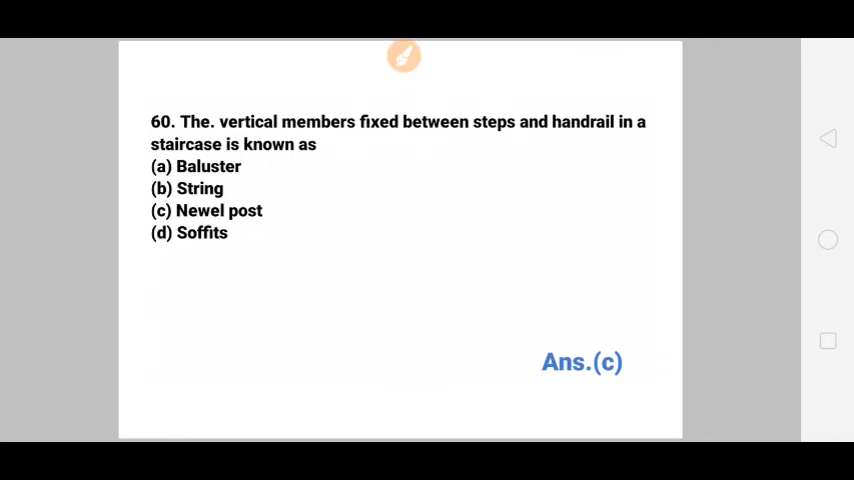 60. The. vertical members fixed between steps and handrail in a
staircase is known as
(a) Baluster
(b) String
(c) Newel post
(d) Soffits
Ans.(c)